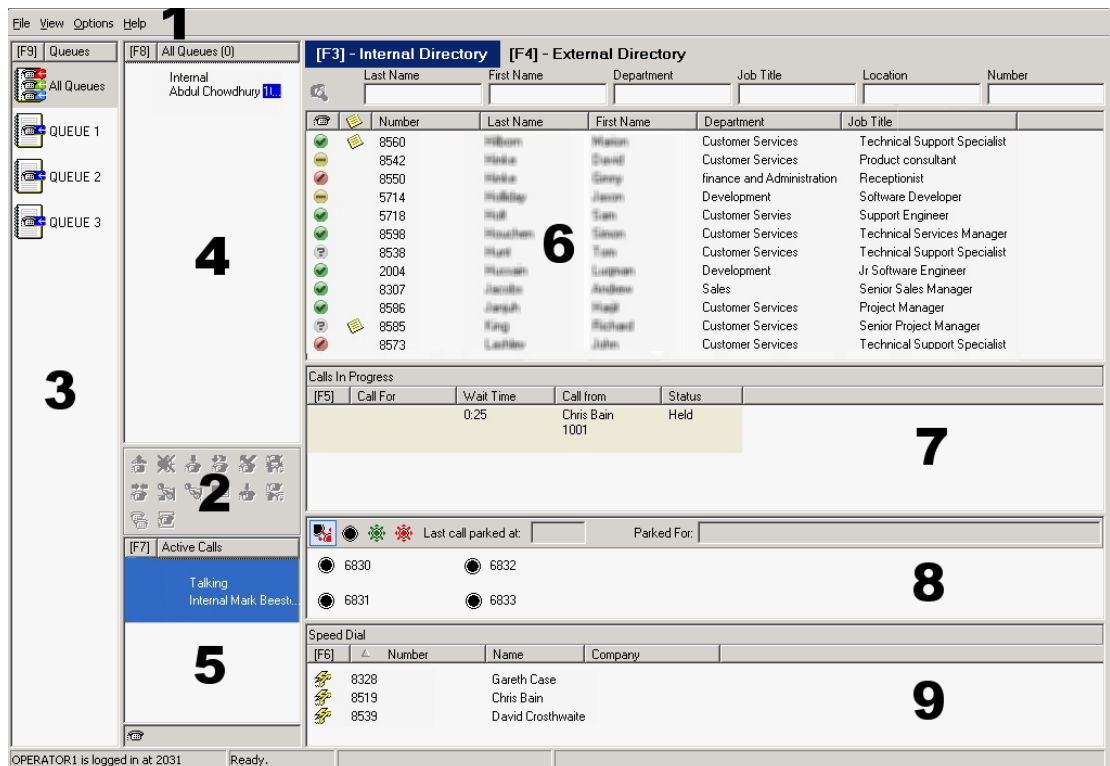 File View Options Help 1
[F9] Queues
All Queues
QUEUE 1
QUEUE 2
QUEUE 3
3
[F8] All Queues (0)
Internal
Abdul Chowdhury
4
2
[F7] Active Calls
Talking
Internal Mark Beest...
5
[F3] - Internal Directory [F4] - External Directory
Last Name First Name Department Job Title Location Number
Number Last Name First Name Department Job Title
8560 Customer Services Technical Support Specialist
8542 Customer Services Product consultant
8550 finance and Administration Receptionist
5714 Development Software Developer
5718 Customer Servies Support Engineer
8598 Customer Services Technical Services Manager
8538 Customer Services Technical Support Specialist
2004 Development Jr Software Engineer
8307 Sales Senior Sales Manager
8586 Customer Services Project Manager
8585 Customer Services Senior Project Manager
8573 Customer Services Technical Support Specialist
6
Calls In Progress
[F5] Call For Wait Time Call from Status
0:25 Chris Bain Held
1001
7
Last call parked at: Parked For:
6830 6832
6831 6833
8
Speed Dial
[F6] Number Name Company
8328 Gareth Case
8519 Chris Bain
8539 David Crosthwaite
9
OPERATOR1 is logged in at 2031 Ready.